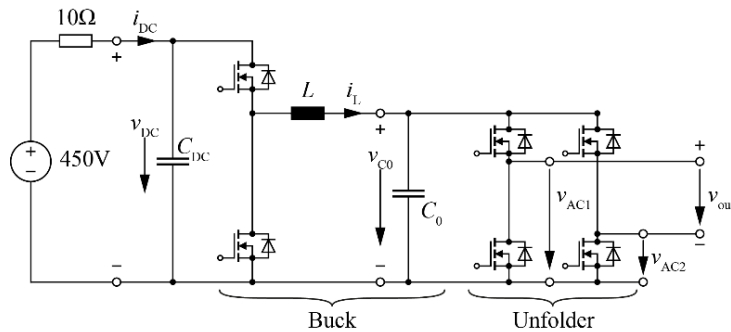 10Ω
i_DC
+
L
i_L
+
+
v_DC
C_DC
v_C0
C_0
v_AC1
v_ou
+
−
450V
−
v_AC2
−
−
Buck
Unfolder